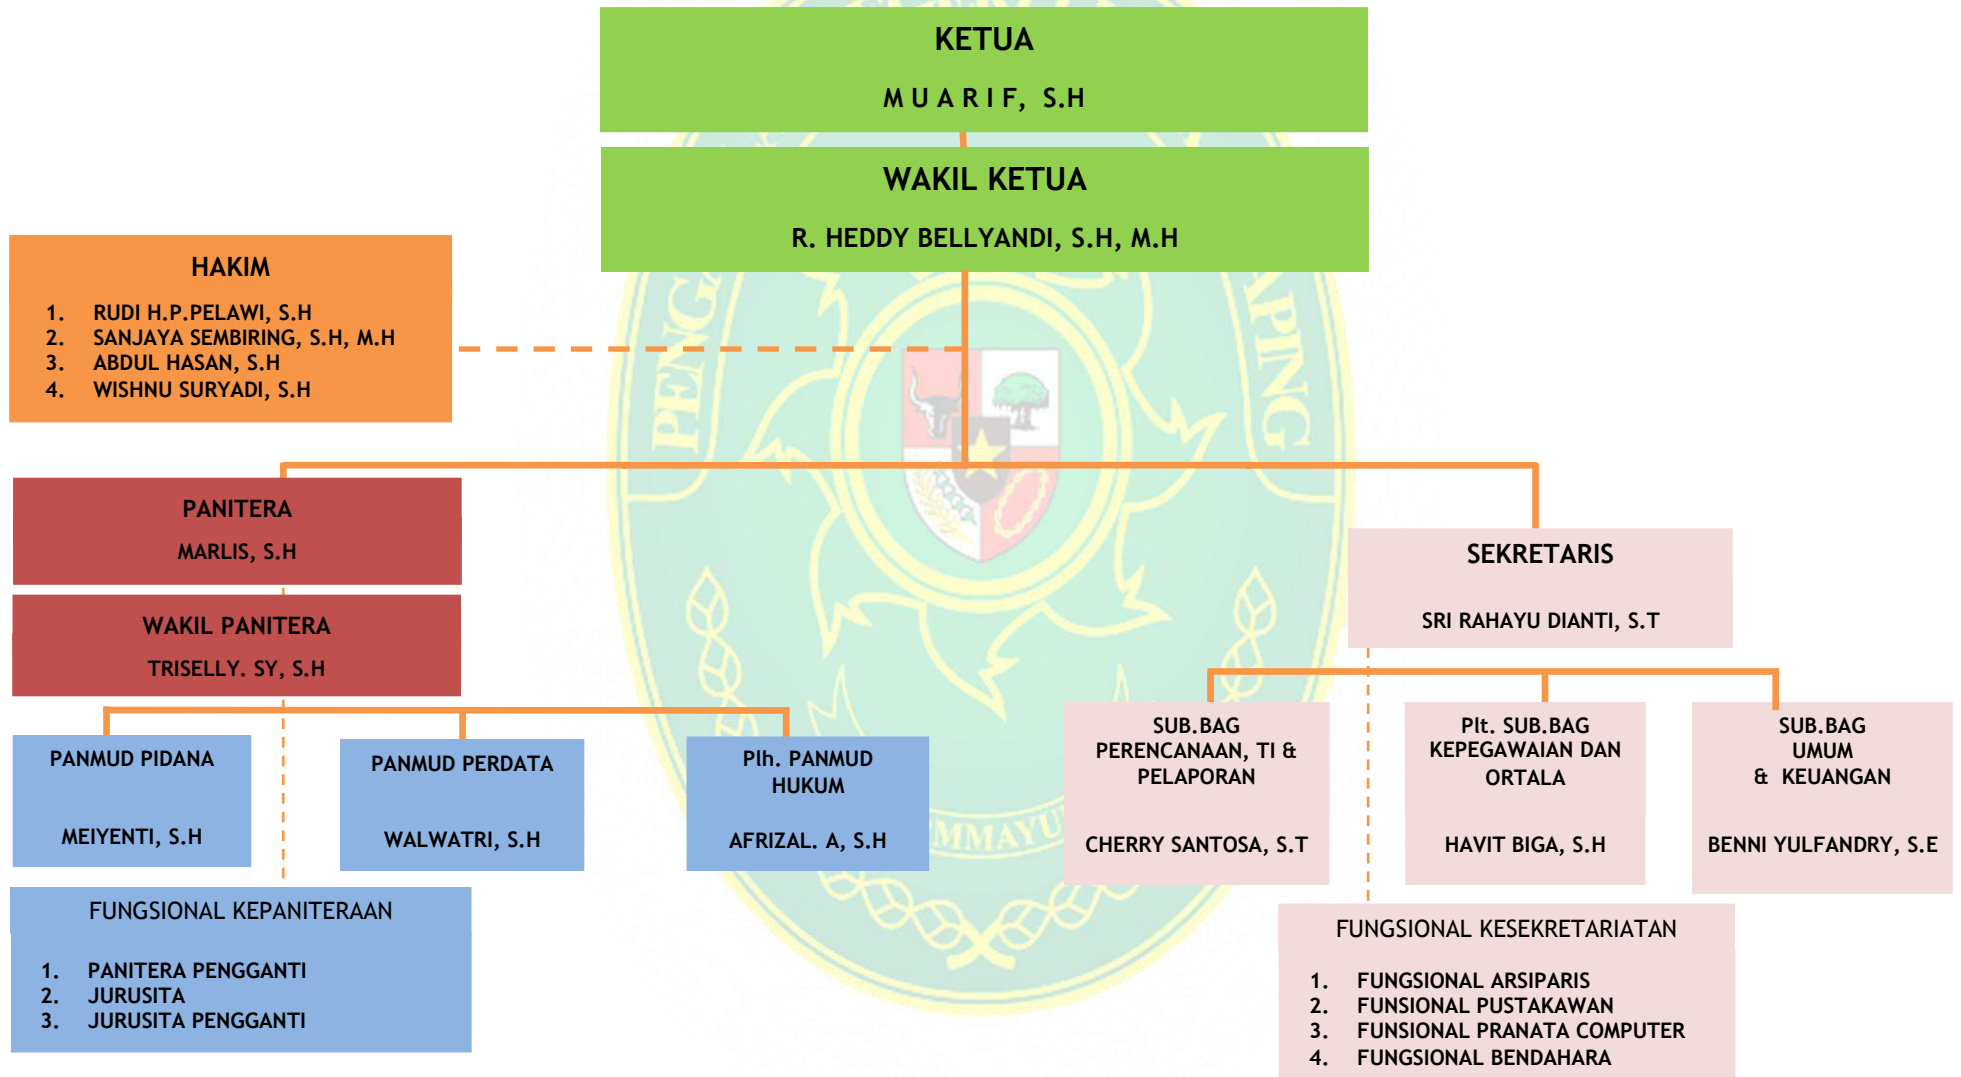 KETUA
M U A R I F, S.H
WAKIL KETUA
R. HEDDY BELLYANDI, S.H, M.H
HAKIM
1. RUDI H.P.PELAWI, S.H
2. SANJAYA SEMBIRING, S.H, M.H
3. ABDUL HASAN, S.H
4. WISHNU SURYADI, S.H
PANITERA
MARLIS, S.H
WAKIL PANITERA
TRISELLY. SY, S.H
SEKRETARIS
SRI RAHAYU DIANTI, S.T
PANMUD PIDANA
MEIYENTI, S.H
PANMUD PERDATA
WALWATRI, S.H
Plh. PANMUD
HUKUM
AFRIZAL. A, S.H
SUB.BAG
PERENCANAAN, TI &
PELAPORAN
CHERRY SANTOSA, S.T
Plt. SUB.BAG
KEPEGAWAIAN DAN
ORTALA
HAVIT BIGA, S.H
SUB.BAG
UMUM
& KEUANGAN
BENNI YULFANDRY, S.E
FUNGSIONAL KEPANITERAAN
1. PANITERA PENGGANTI
2. JURUSITA
3. JURUSITA PENGGANTI
FUNGSIONAL KESEKRETARIATAN
1. FUNGSIONAL ARSIPARIS
2. FUNSIONAL PUSTAKAWAN
3. FUNSIONAL PRANATA COMPUTER
4. FUNGSIONAL BENDAHARA